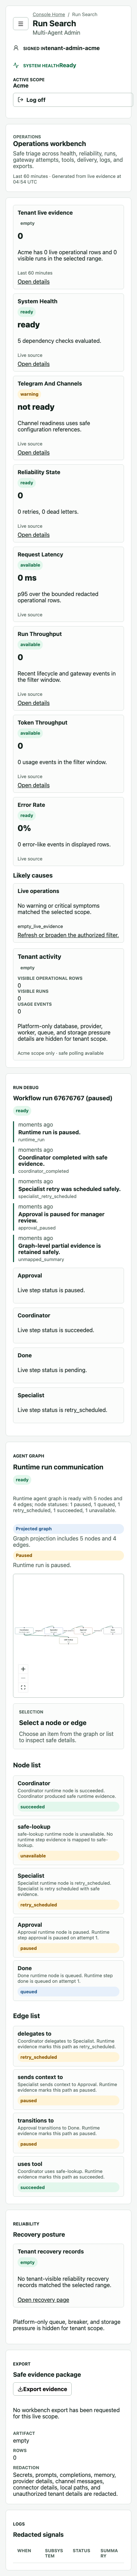 Console Home / Run Search
Run Search
Multi-Agent Admin
SIGNED IN tenant-admin-acme
SYSTEM HEALTH Ready
ACTIVE SCOPE
Acme
Log off
OPERATIONS
Operations workbench
Safe triage across health, reliability, runs,
gateway attempts, tools, delivery, logs, and
exports.
Last 60 minutes · Generated from live evidence at
04:54 UTC
Tenant live evidence
empty
0
Acme has 0 live operational rows and 0
visible runs in the selected range.
Last 60 minutes
Open details
System Health
ready
ready
5 dependency checks evaluated.
Live source
Open details
Telegram And Channels
warning
not ready
Channel readiness uses safe
configuration references.
Live source
Open details
Reliability State
ready
0
0 retries, 0 dead letters.
Live source
Open details
Request Latency
available
0 ms
p95 over the bounded redacted
operational rows.
Live source
Run Throughput
available
0
Recent lifecycle and gateway events in
the filter window.
Live source
Open details
Token Throughput
available
0
0 usage events in the filter window.
Live source
Open details
Error Rate
ready
0%
0 error-like events in displayed rows.
Live source
Likely causes
Live operations
No warning or critical symptoms
matched the selected scope.
empty_live_evidence
Refresh or broaden the authorized filter.
Tenant activity
empty
VISIBLE OPERATIONAL ROWS
0
VISIBLE RUNS
0
USAGE EVENTS
0
Platform-only database, provider,
worker, queue, and storage pressure
details are hidden for tenant scope.
Acme scope only · safe polling available
RUN DEBUG
Workflow run 67676767 (paused)
ready
moments ago
Runtime run is paused.
runtime_run
moments ago
Coordinator completed with safe
evidence.
coordinator_completed
moments ago
Specialist retry was scheduled safely.
specialist_retry_scheduled
moments ago
Approval is paused for manager
review.
approval_paused
moments ago
Graph-level partial evidence is
retained safely.
unmapped_summary
Approval
Live step status is paused.
Coordinator
Live step status is succeeded.
Done
Live step status is pending.
Specialist
Live step status is retry_scheduled.
AGENT GRAPH
Runtime run communication
ready
Runtime agent graph is ready with 5 nodes and
4 edges; node statuses: 1 paused, 1 queued, 1
retry_scheduled, 1 succeeded, 1 unavailable.
Projected graph
Graph projection includes 5 nodes and 4
edges.
Paused
Runtime run is paused.
SELECTION
Select a node or edge
Choose an item from the graph or list
to inspect safe details.
Node list
Coordinator
Coordinator runtime node is succeeded.
Coordinator produced safe runtime evidence.
succeeded
safe-lookup
safe-lookup runtime node is unavailable. No
runtime step evidence is mapped to safe-
lookup.
unavailable
Specialist
Specialist runtime node is retry_scheduled.
Specialist is retry scheduled with safe
evidence.
retry_scheduled
Approval
Approval runtime node is paused. Runtime
step approval is paused on attempt 1.
paused
Done
Done runtime node is queued. Runtime step
done is queued on attempt 1.
queued
Edge list
delegates to
Coordinator delegates to Specialist. Runtime
evidence marks this path as retry_scheduled.
retry_scheduled
sends context to
Specialist sends context to Approval. Runtime
evidence marks this path as paused.
paused
transitions to
Approval transitions to Done. Runtime
evidence marks this path as paused.
paused
uses tool
Coordinator uses safe-lookup. Runtime
evidence marks this path as succeeded.
succeeded
RELIABILITY
Recovery posture
Tenant recovery records
empty
No tenant-visible reliability recovery
records matched the selected range.
Open recovery page
Platform-only queue, breaker, and storage
pressure is hidden for tenant scope.
EXPORT
Safe evidence package
Export evidence
No workbench export has been requested
for this live scope.
ARTIFACT
empty
ROWS
0
REDACTION
Secrets, prompts, completions, memory,
provider details, channel messages,
connector details, local paths, and
unauthorized tenant details are redacted.
LOGS
Redacted signals
WHEN SUBSYS STATUS SUMMA
TEM RY